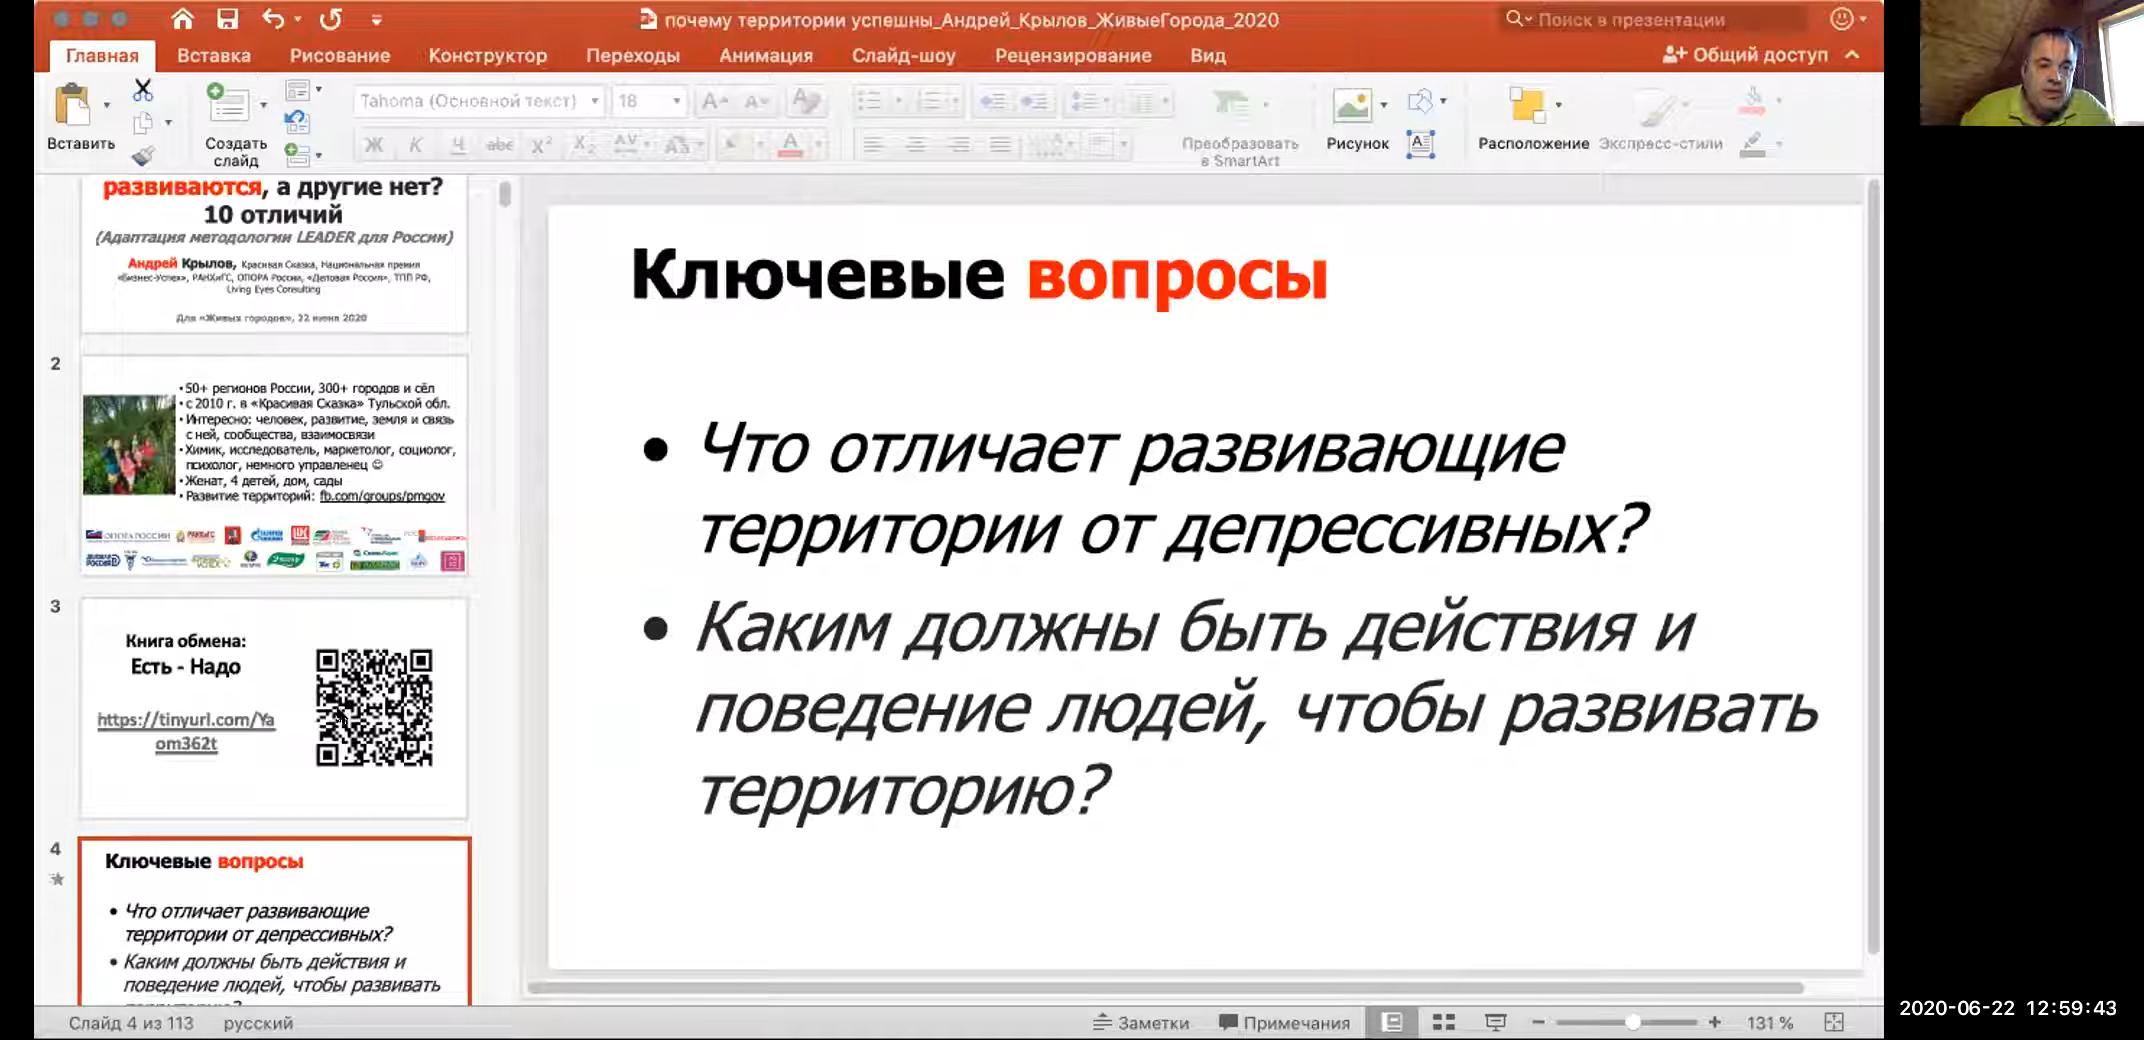 почему территории успешны_Андрей_Крылов_ЖивыеГорода_2020
Поиск в презентации
Главная
Вставка
Рисование
Конструктор
Переходы
Анимация
Слайд-шоу
Рецензирование
Вид
Общий доступ
Вставить
Создать
слайд
Tahoma (Основной текст)
18
Преобразовать
в SmartArt
Рисунок
Расположение
Экспресс-стили
развиваются, а другие нет?
10 отличий
(Адаптация методологии LEADER для России)
Андрей Крылов, Красивая Сказка, Национальная премия
«Бизнес-Успех», РАНХиГС, ОПОРА России, «Деловая Россия», ТПП РФ,
Living Eyes Consulting
Для «Живых городов», 22 июня 2020
2
• 50+ регионов России, 300+ городов и сёл
• с 2010 г. в «Красивая Сказка» Тульской обл.
• Интересно: человек, развитие, земля и связь
с ней, сообщества, взаимосвязи
• Химик, исследователь, маркетолог, социолог,
психолог, немного управленец ☺
• Женат, 4 детей, дом, сады
• Развитие территорий: fb.com/groups/pmgov
ОПОРА РОССИИ
3
Книга обмена:
Есть - Надо
https://tinyurl.com/Ya
om362t
4
Ключевые вопросы
• Что отличает развивающие
территории от депрессивных?
• Каким должны быть действия и
поведение людей, чтобы развивать
Ключевые вопросы
• Что отличает развивающие
территории от депрессивных?
• Каким должны быть действия и
поведение людей, чтобы развивать
территорию?
Слайд 4 из 113
русский
Заметки
Примечания
131 %
2020-06-22 12:59:43